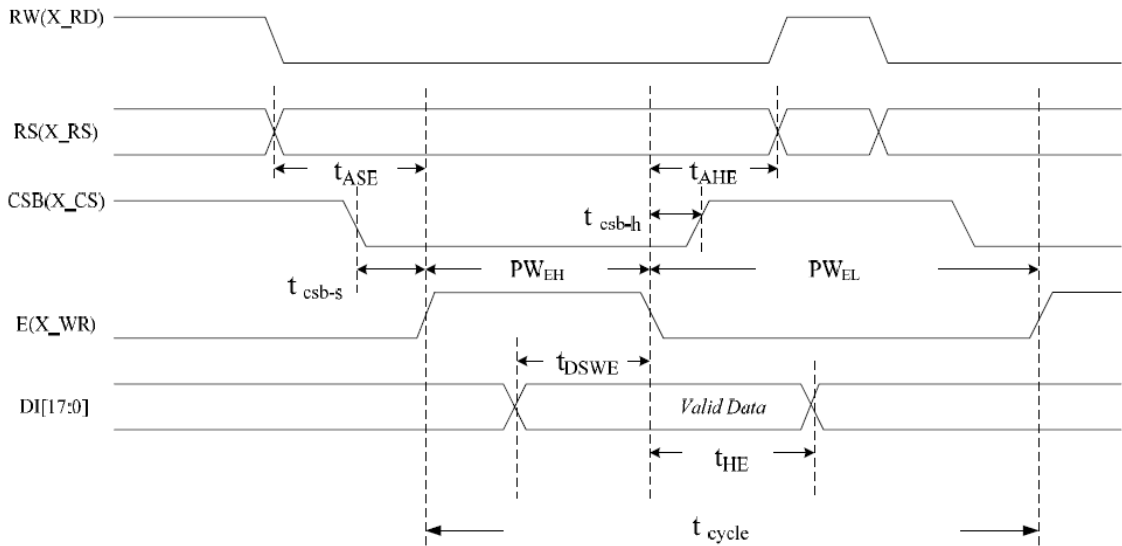 RW(X_RD)
RS(X_RS)
tASE
tAHE
CSB(X_CS)
t csb-h
t csb-s
PWEH
PWEL
E(X_WR)
tDSWE
DI[17:0]
Valid Data
tHE
t cycle